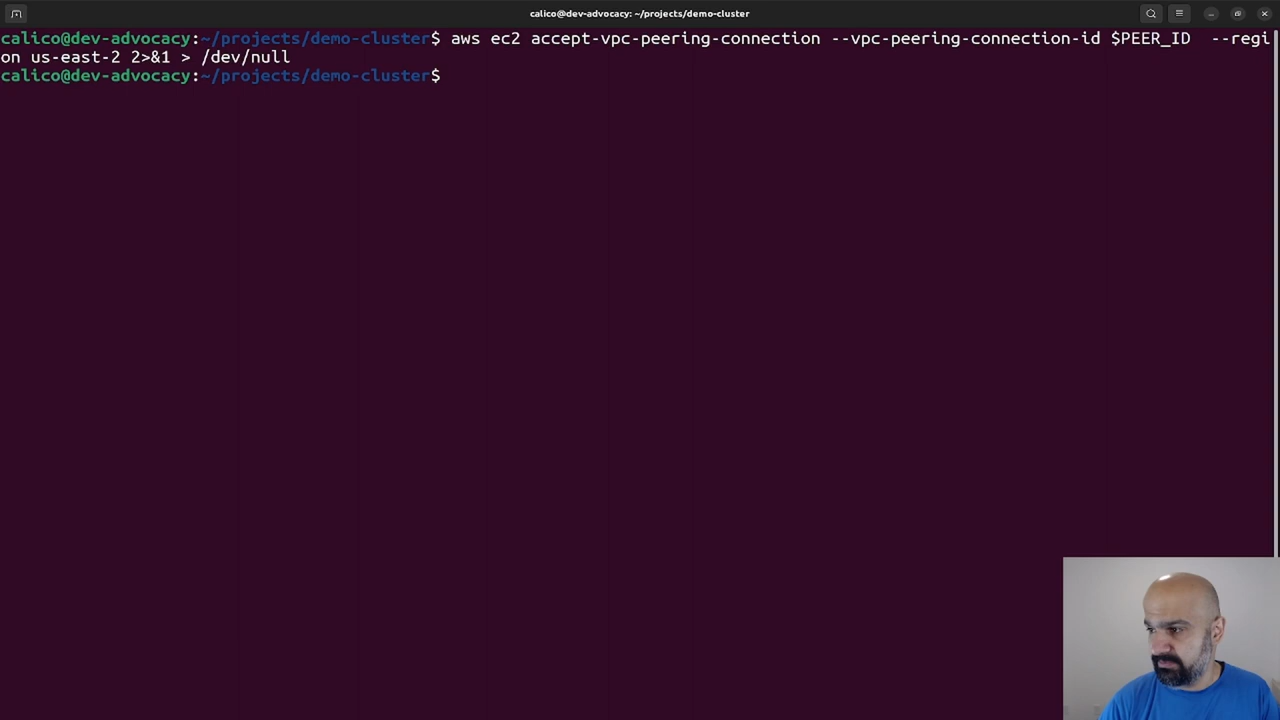 calico@dev-advocacy: ~/projects/demo-cluster
calico@dev-advocacy:~/projects/demo-cluster$ aws ec2 accept-vpc-peering-connection --vpc-peering-connection-id $PEER_ID  --regi
on us-east-2 2>&1 > /dev/null
calico@dev-advocacy:~/projects/demo-cluster$